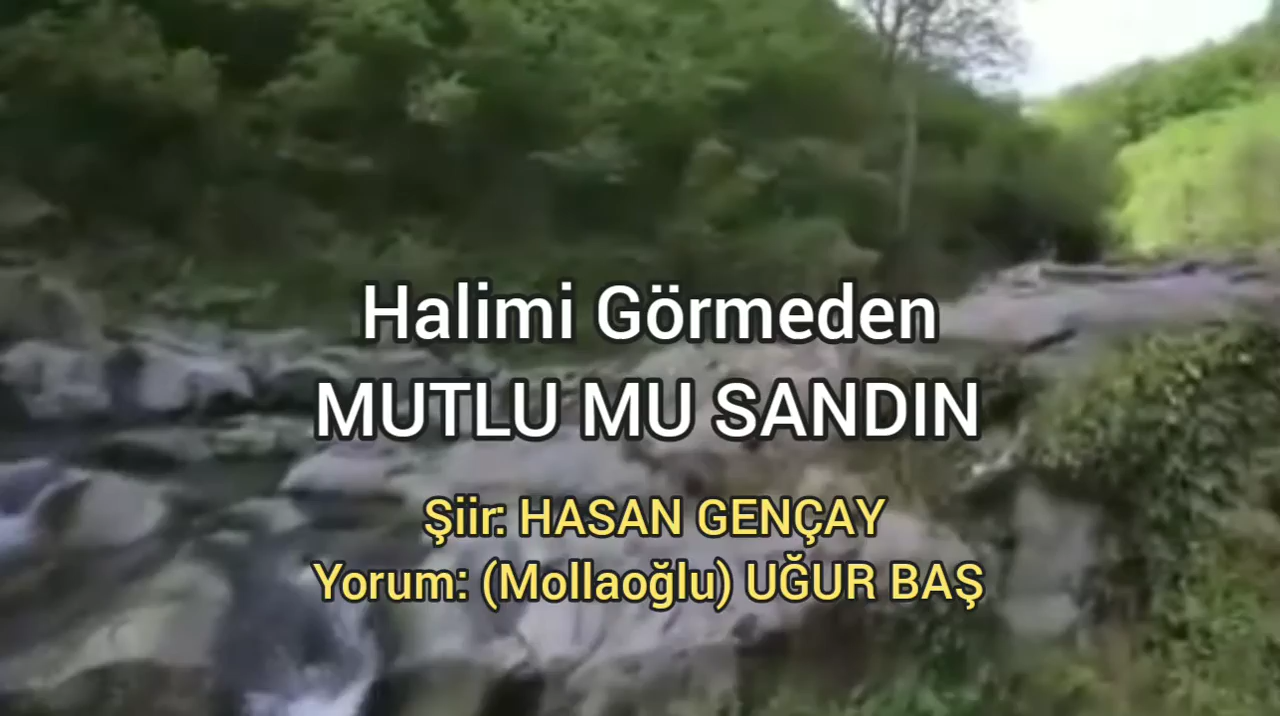 Halimi Görmeden
MUTLU MU SANDIN
Şiir: HASAN GENÇAY
Yorum: (Mollaoğlu) UĞUR BAŞ